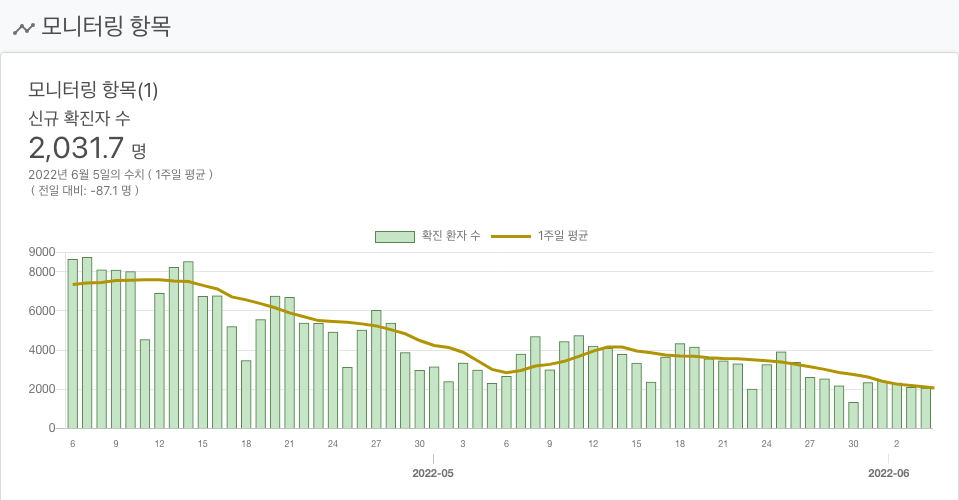 모니터링 항목
모니터링 항목(1)
신규 확진자 수
2,031.7 명
2022년 6월 5일의 수치 ( 1주일 평균 )
( 전일 대비: -87.1 명 )
확진 환자 수 1주일 평균
9000
8000
6000
4000
2000
0
6 9 12 15 18 21 24 27 30 3 6 9 12 15 18 21 24 27 30 2
2022-05 2022-06